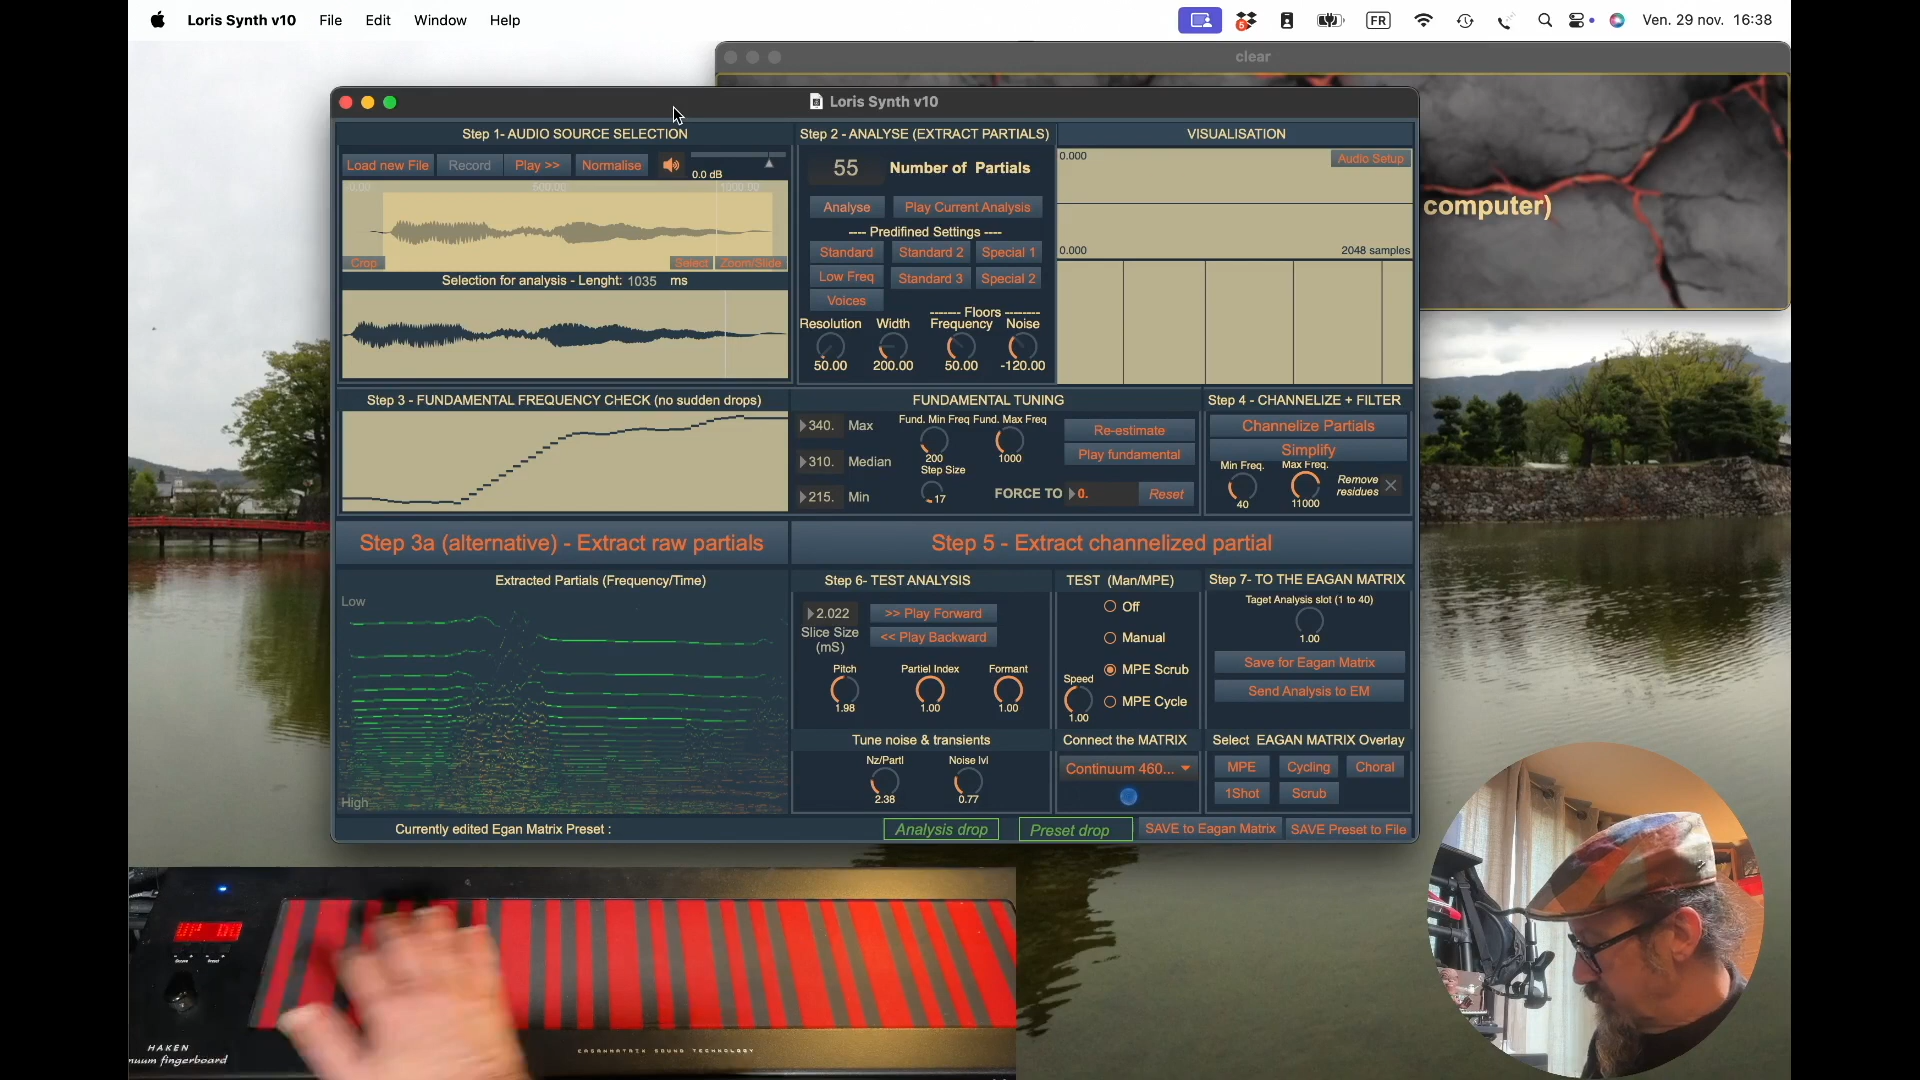 Loris Synth v10 File Edit Window Help
5 FR Ven. 29 nov. 16:38
clear
Loris Synth v10
computer)
Step 1- AUDIO SOURCE SELECTION
Load new File Record Play >> Normalise 0.0 dB
0.00 500.00 1000.00
Crop Select Zoom/Slide
Selection for analysis - Lenght: 1035 ms
Step 2 - ANALYSE (EXTRACT PARTIALS)
55 Number of Partials
Analyse Play Current Analysis
---- Predifined Settings ----
Standard Standard 2 Special 1
Low Freq Standard 3 Special 2
Voices
------- Floors --------
Resolution Width Frequency Noise
50.00 200.00 50.00 -120.00
VISUALISATION
0.000 Audio Setup
0.000 2048 samples
Step 3 - FUNDAMENTAL FREQUENCY CHECK (no sudden drops)
FUNDAMENTAL TUNING
340. Max
310. Median
215. Min
Fund. Min Freq Fund. Max Freq
200 1000
Step Size
17
Re-estimate
Play fundamental
FORCE TO 0. Reset
Step 4 - CHANNELIZE + FILTER
Channelize Partials
Simplify
Min Freq. Max Freq. Remove residues
40 11000
Step 3a (alternative) - Extract raw partials
Step 5 - Extract channelized partial
Extracted Partials (Frequency/Time)
Low
High
Step 6- TEST ANALYSIS
2.022 >> Play Forward
Slice Size (mS) << Play Backward
Pitch Partiel Index Formant
1.98 1.00 1.00
Tune noise & transients
Nz/Partl Noise lvl
2.38 0.77
TEST (Man/MPE)
Off
Manual
MPE Scrub
MPE Cycle
Speed
1.00
Connect the MATRIX
Continuum 460...
Step 7- TO THE EAGAN MATRIX
Taget Analysis slot (1 to 40)
1.00
Save for Eagan Matrix
Send Analysis to EM
Select EAGAN MATRIX Overlay
MPE Cycling Choral
1Shot Scrub
Currently edited Egan Matrix Preset : Analysis drop Preset drop SAVE to Eagan Matrix SAVE Preset to File
HAKEN
nuum fingerboard
EAGANMATRIX SOUND TECHNOLOGY